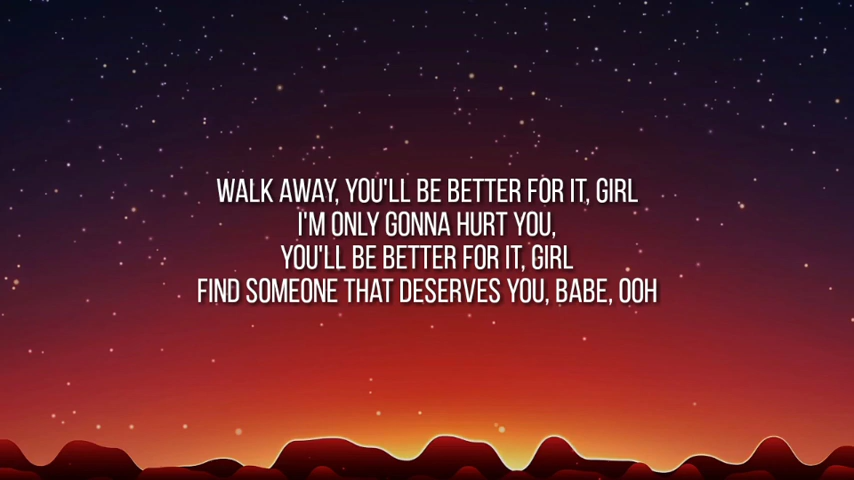 WALK AWAY, YOU'LL BE BETTER FOR IT, GIRL
I'M ONLY GONNA HURT YOU,
YOU'LL BE BETTER FOR IT, GIRL
FIND SOMEONE THAT DESERVES YOU, BABE, OOH